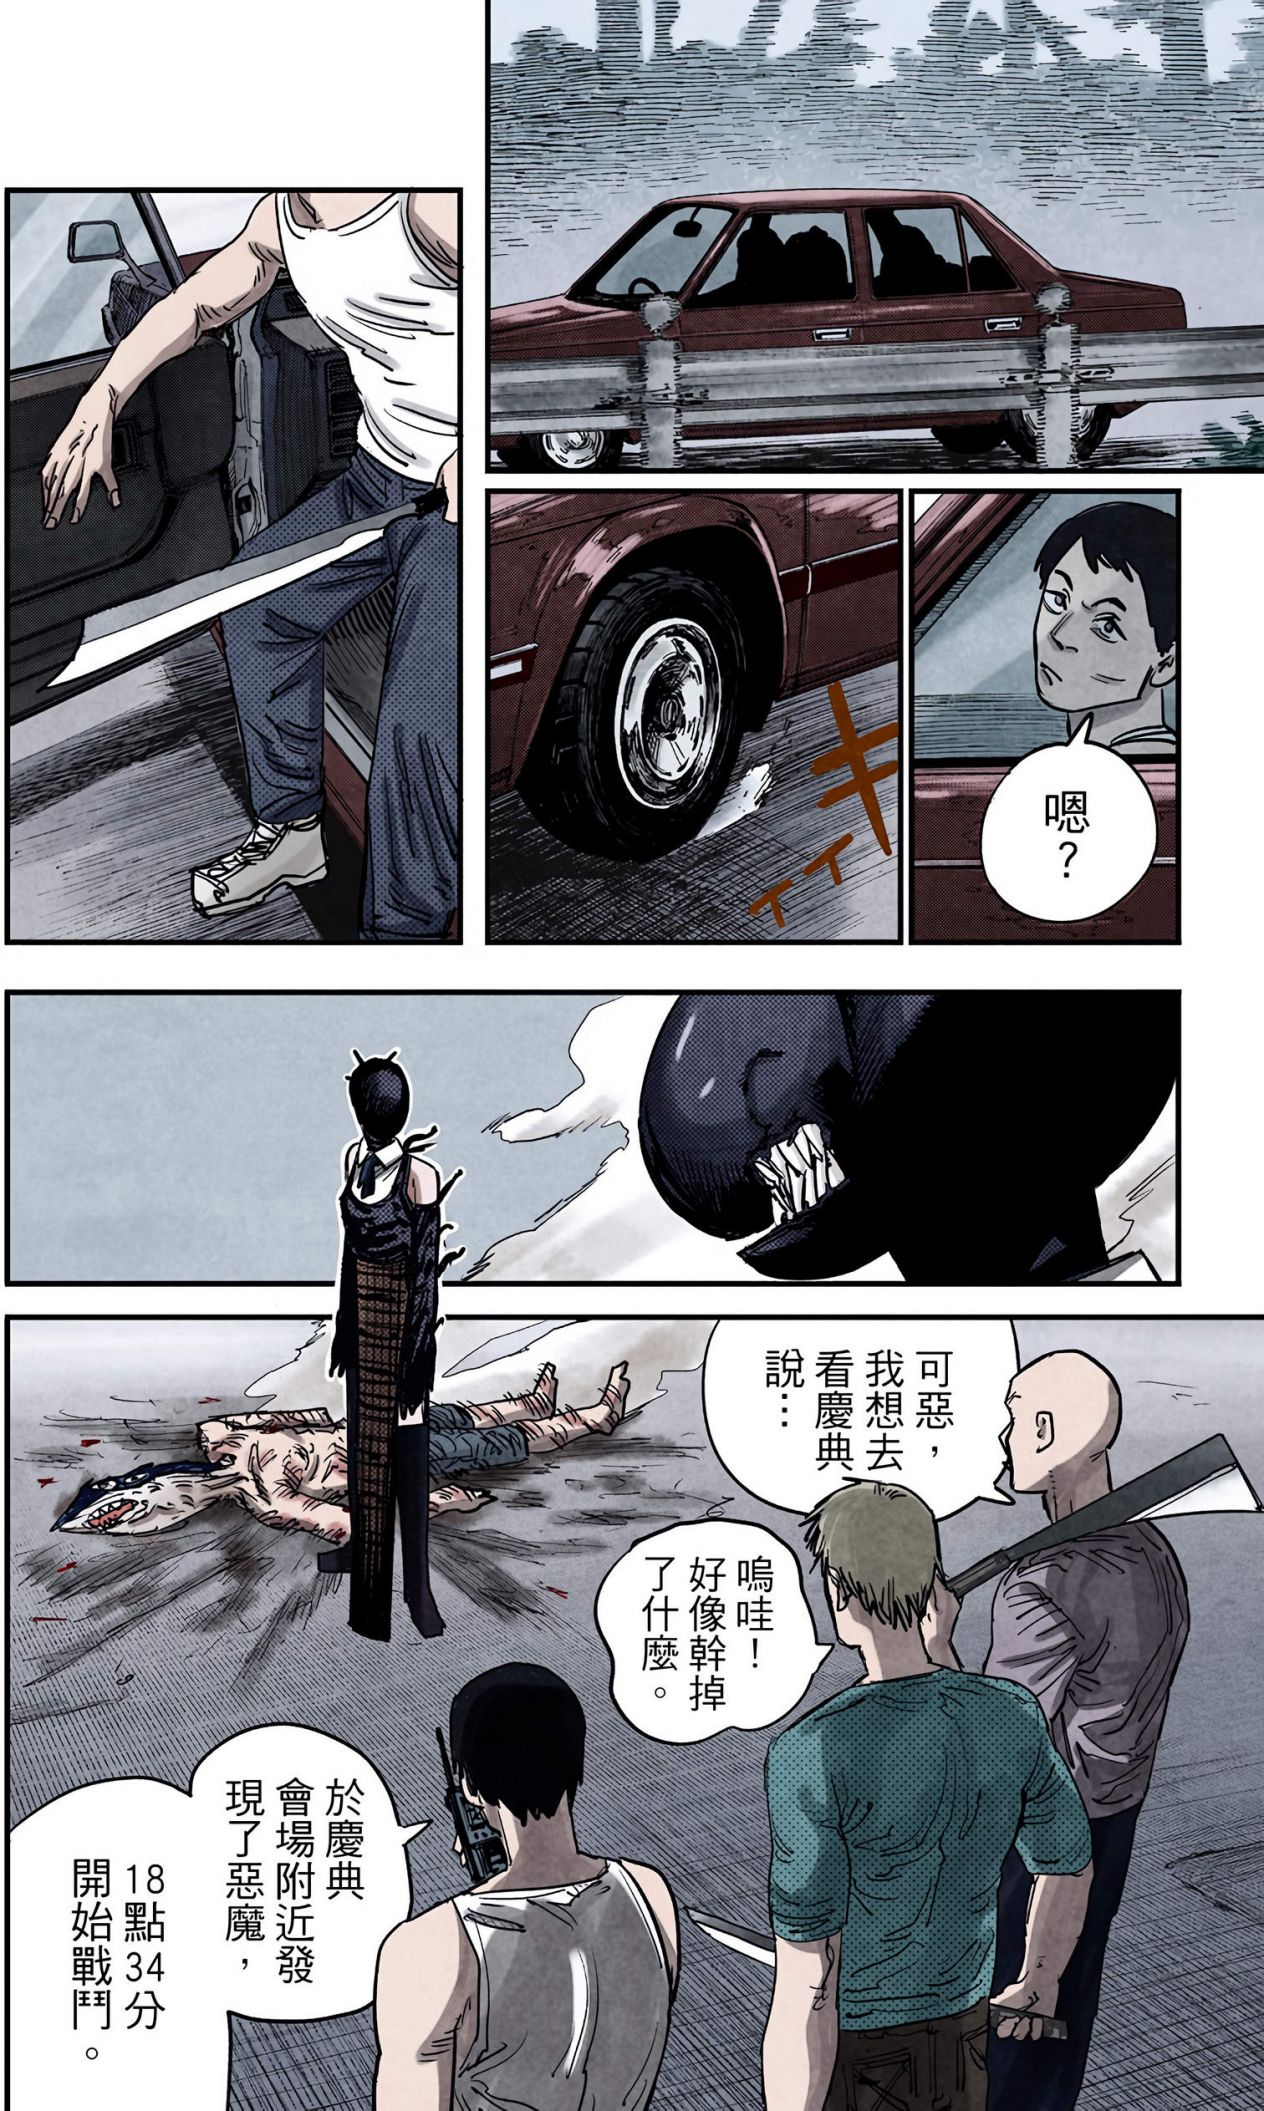 嗯？
キイィ
可惡，
我想去
看慶典
說…
嗚哇！
好像幹掉
了什麼。
於慶典
會場附近發
現了惡魔，
18點34分
開始戰鬥。